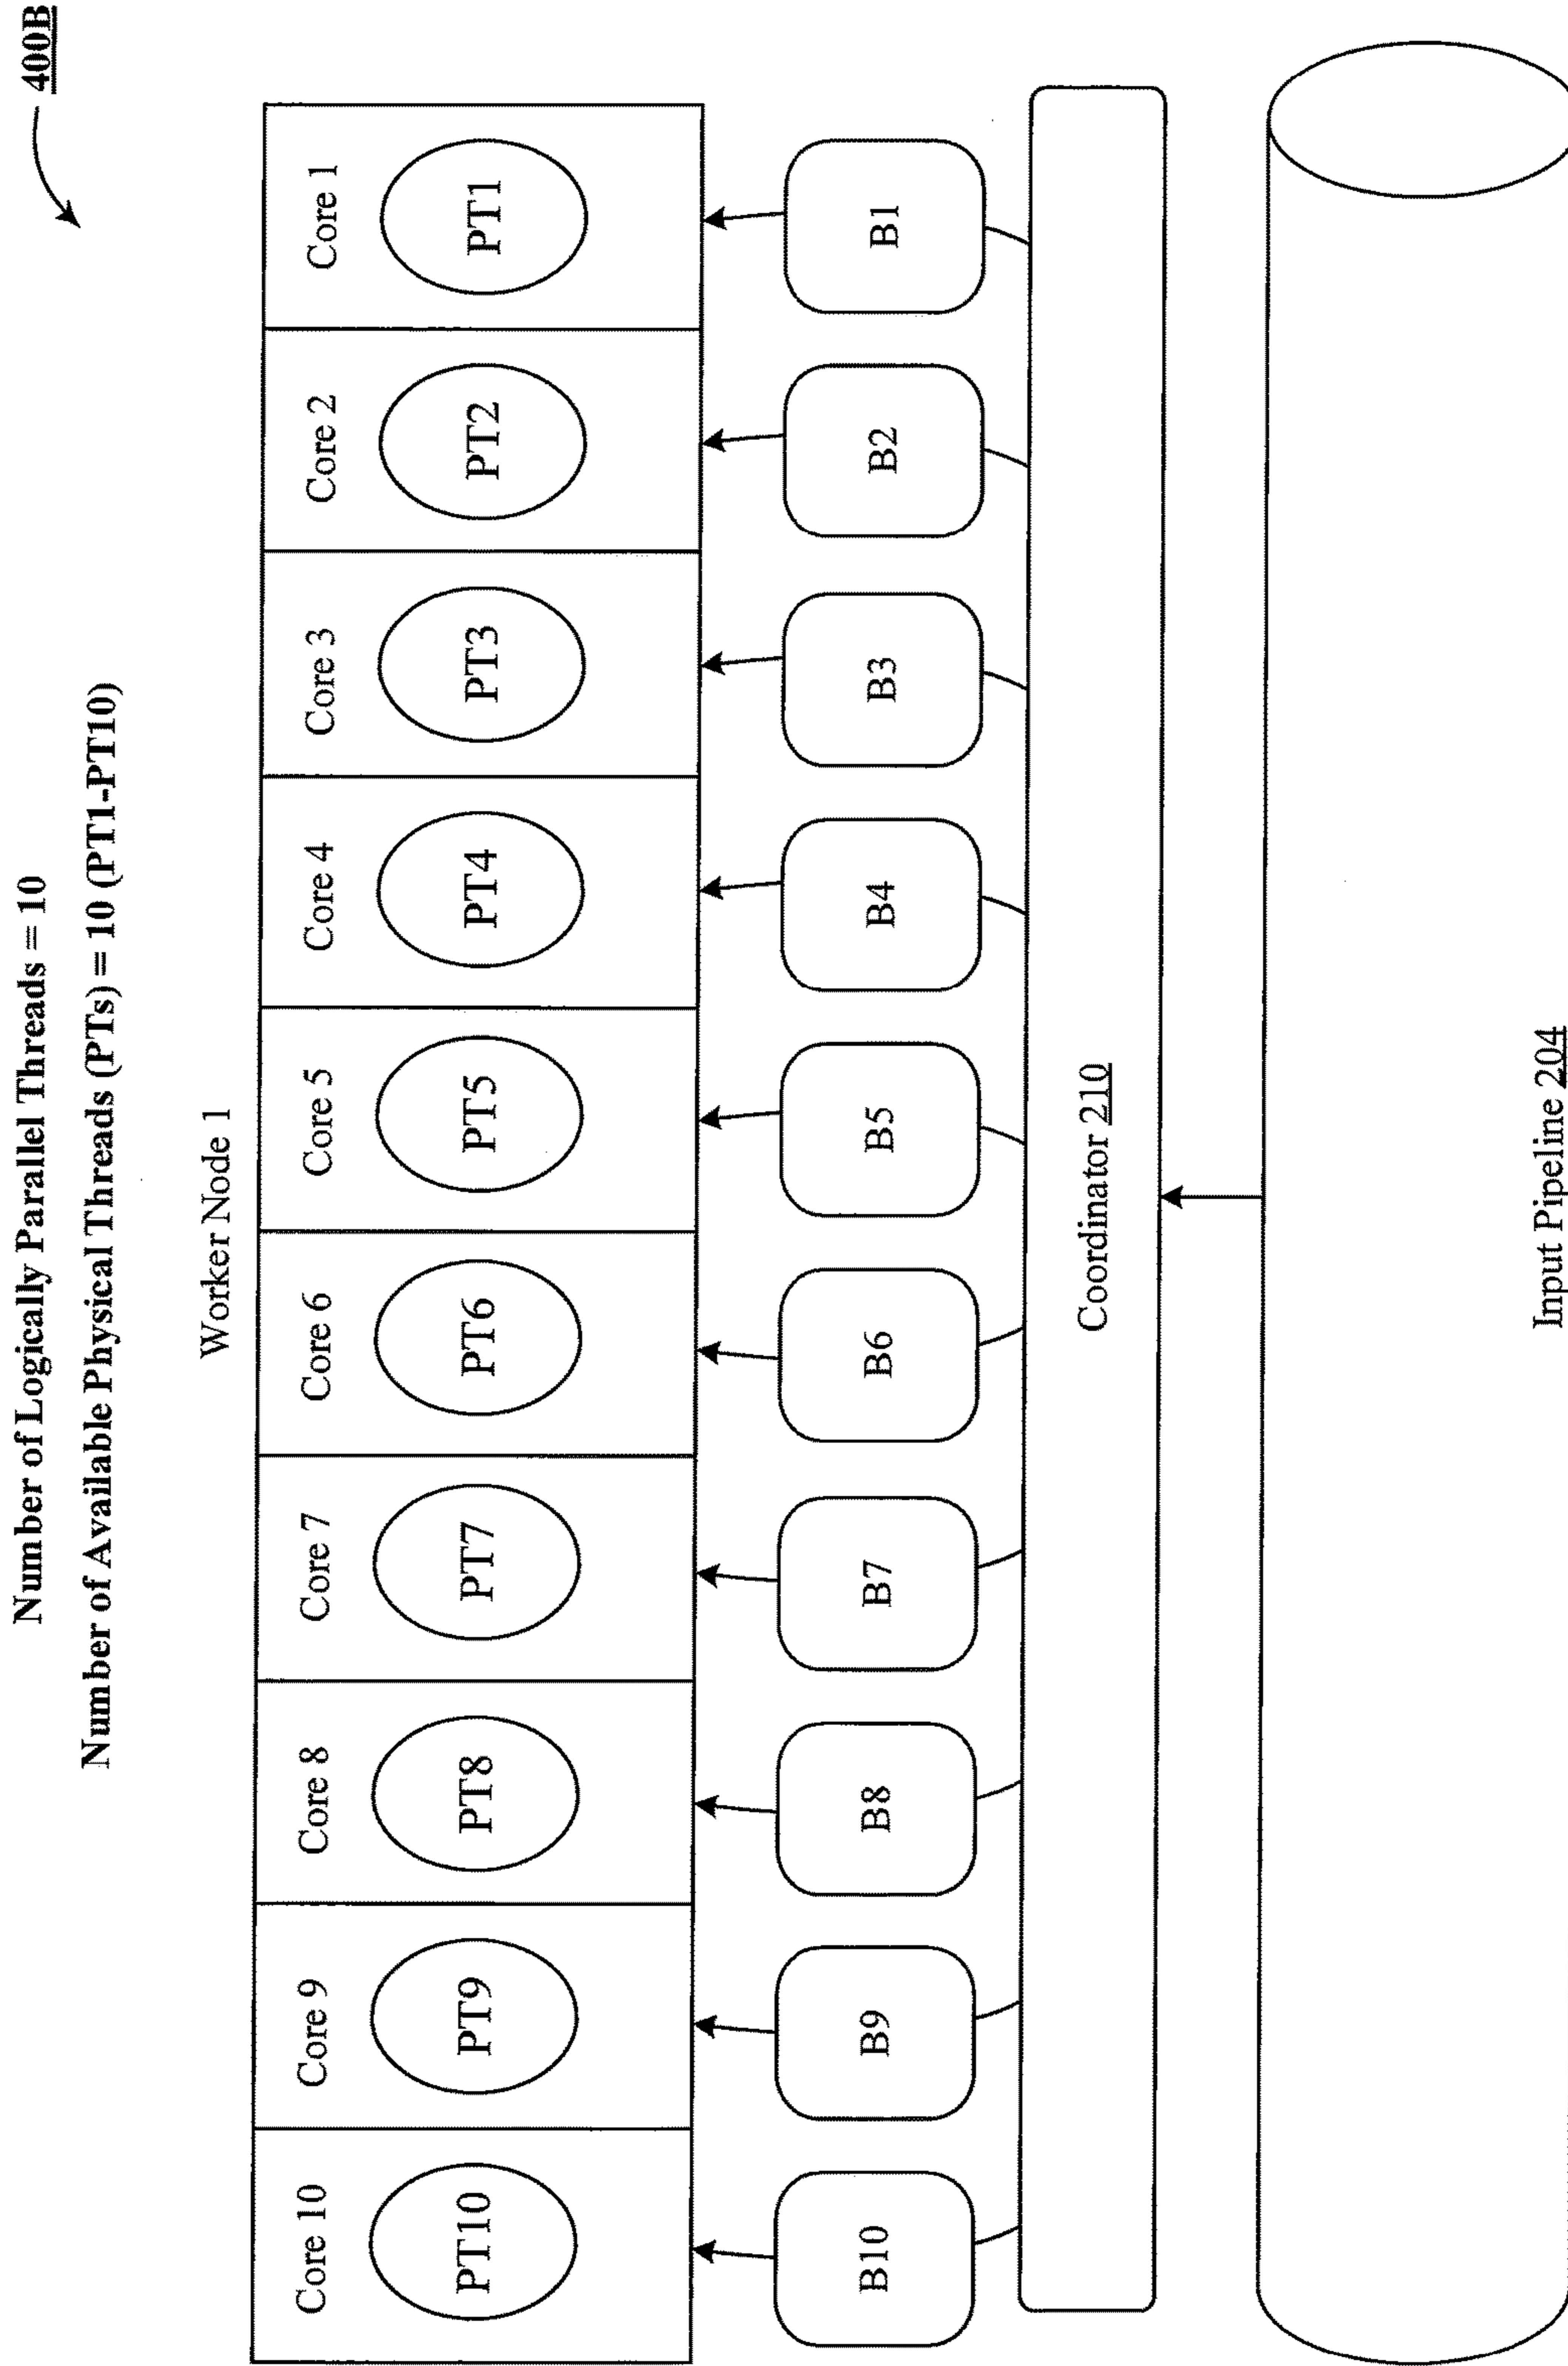 400B
Number of Logically Parallel Threads = 10
Number of Available Physical Threads (PTs) = 10 (PT1-PT10)
Worker Node 1
Core 10 Core 9 Core 8 Core 7 Core 6 Core 5 Core 4 Core 3 Core 2 Core 1
PT10 PT9 PT8 PT7 PT6 PT5 PT4 PT3 PT2 PT1
B10 B9 B8 B7 B6 B5 B4 B3 B2 B1
Coordinator 210
Input Pipeline 204